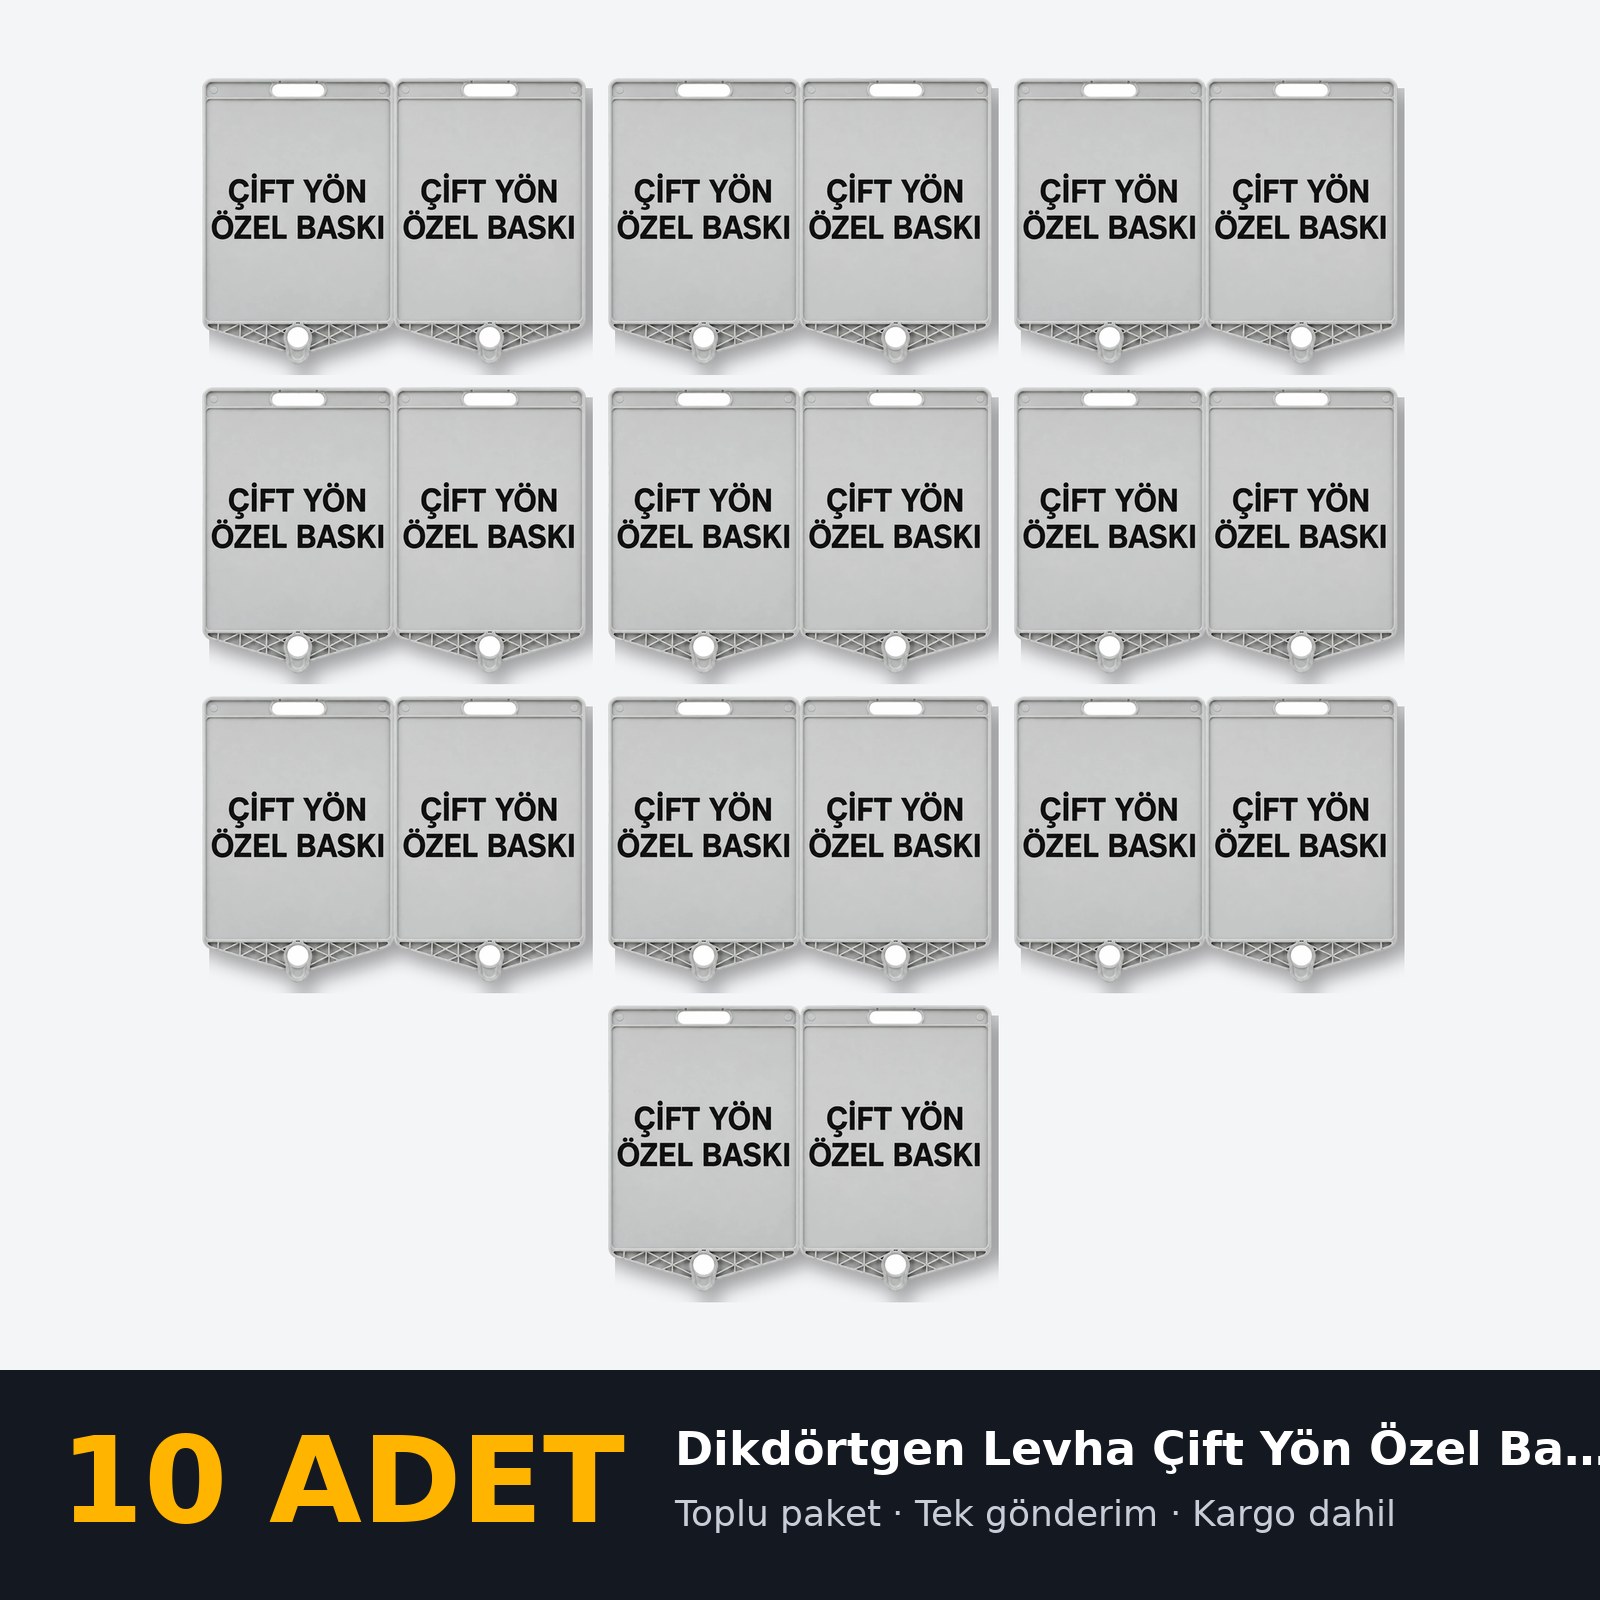 ÇİFT YÖN ÇİFT YÖN ÇİFT YÖN ÇİFT YÖN ÇİFT YÖN ÇİFT YÖN
ÖZEL BASKI ÖZEL BASKI ÖZEL BASKI ÖZEL BASKI ÖZEL BASKI ÖZEL BASKI
ÇİFT YÖN ÇİFT YÖN ÇİFT YÖN ÇİFT YÖN ÇİFT YÖN ÇİFT YÖN
ÖZEL BASKI ÖZEL BASKI ÖZEL BASKI ÖZEL BASKI ÖZEL BASKI ÖZEL BASKI
ÇİFT YÖN ÇİFT YÖN ÇİFT YÖN ÇİFT YÖN ÇİFT YÖN ÇİFT YÖN
ÖZEL BASKI ÖZEL BASKI ÖZEL BASKI ÖZEL BASKI ÖZEL BASKI ÖZEL BASKI
ÇİFT YÖN ÇİFT YÖN
ÖZEL BASKI ÖZEL BASKI
10 ADET
Dikdörtgen Levha Çift Yön Özel Ba...
Toplu paket · Tek gönderim · Kargo dahil